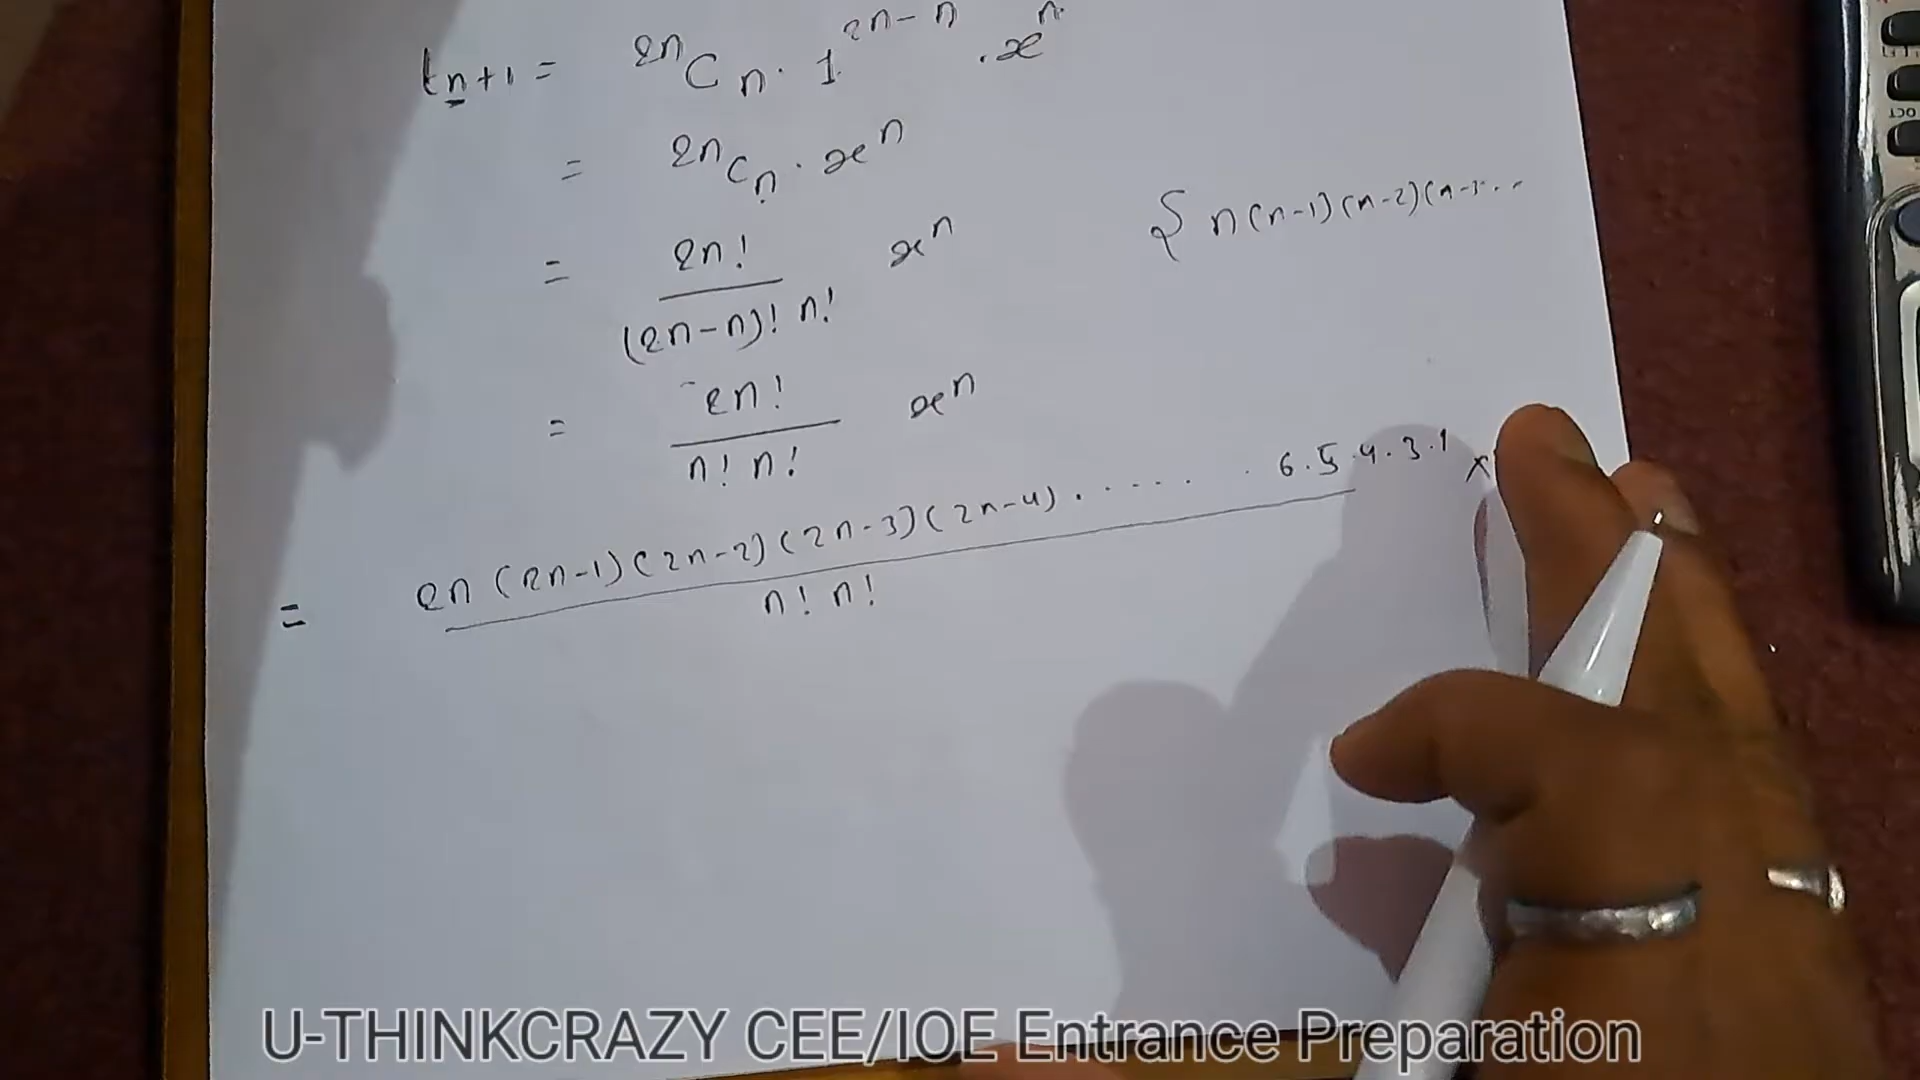 tn+1 = 2nCn · 1^2n-n · x^n
= 2nCn · x^n
= 2n! / (2n-n)! n! x^n { n(n-1)(n-2)(n-3...
= 2n! / n! n! x^n
= 2n (2n-1)(2n-2)(2n-3)(2n-4) . . . . . . . 6.5.4.3.1 / n! n! x
U-THINKCRAZY CEE/IOE Entrance Preparation
OCT